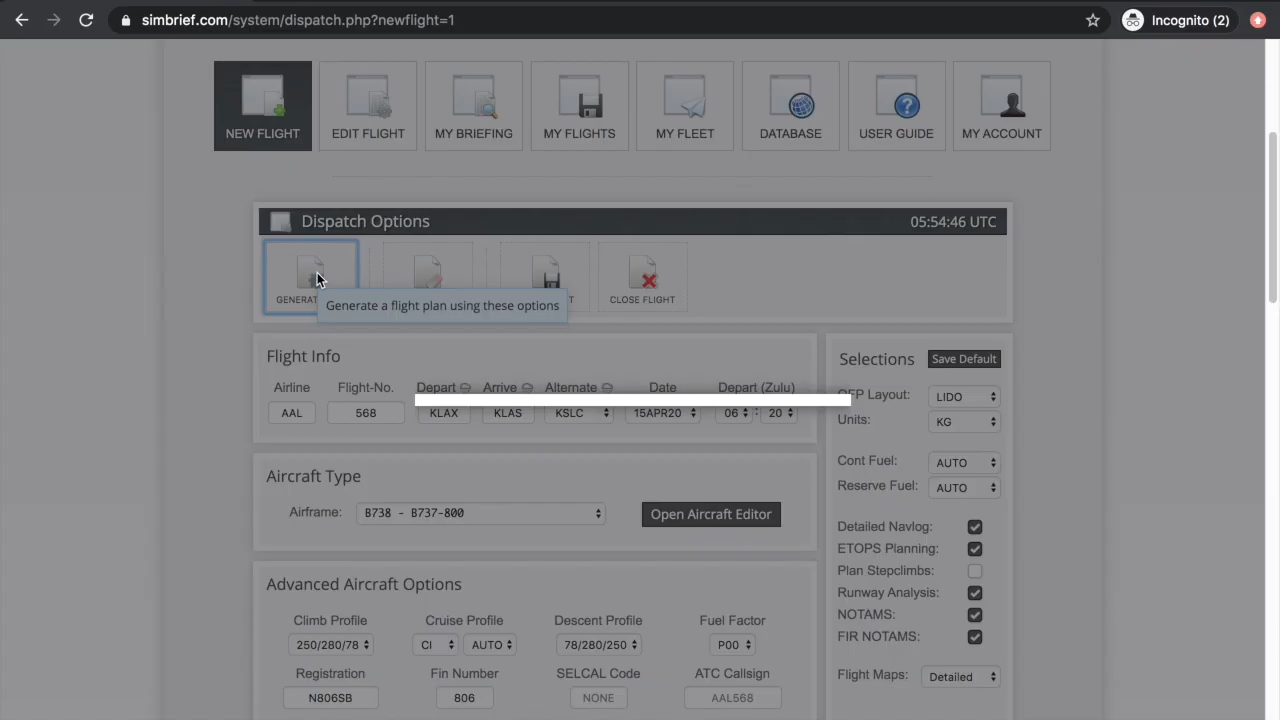 simbrief.com/system/dispatch.php?newflight=1
Incognito (2)
NEW FLIGHT
EDIT FLIGHT
MY BRIEFING
MY FLIGHTS
MY FLEET
DATABASE
USER GUIDE
MY ACCOUNT
Dispatch Options
05:54:46 UTC
CLOSE FLIGHT
Generate a flight plan using these options
Flight Info
Airline Flight-No. Depart Arrive Alternate Date Depart (Zulu)
AAL 568 KLAX KLAS KSLC 15APR20 06 : 20
Aircraft Type
Airframe: B738 - B737-800 Open Aircraft Editor
Advanced Aircraft Options
Climb Profile Cruise Profile Descent Profile Fuel Factor
250/280/78 CI AUTO 78/280/250 P00
Registration Fin Number SELCAL Code ATC Callsign
N806SB 806 NONE AAL568
Selections Save Default
Layout: LIDO
Units: KG
Cont Fuel: AUTO
Reserve Fuel: AUTO
Detailed Navlog:
ETOPS Planning:
Plan Stepclimbs:
Runway Analysis:
NOTAMS:
FIR NOTAMS:
Flight Maps: Detailed